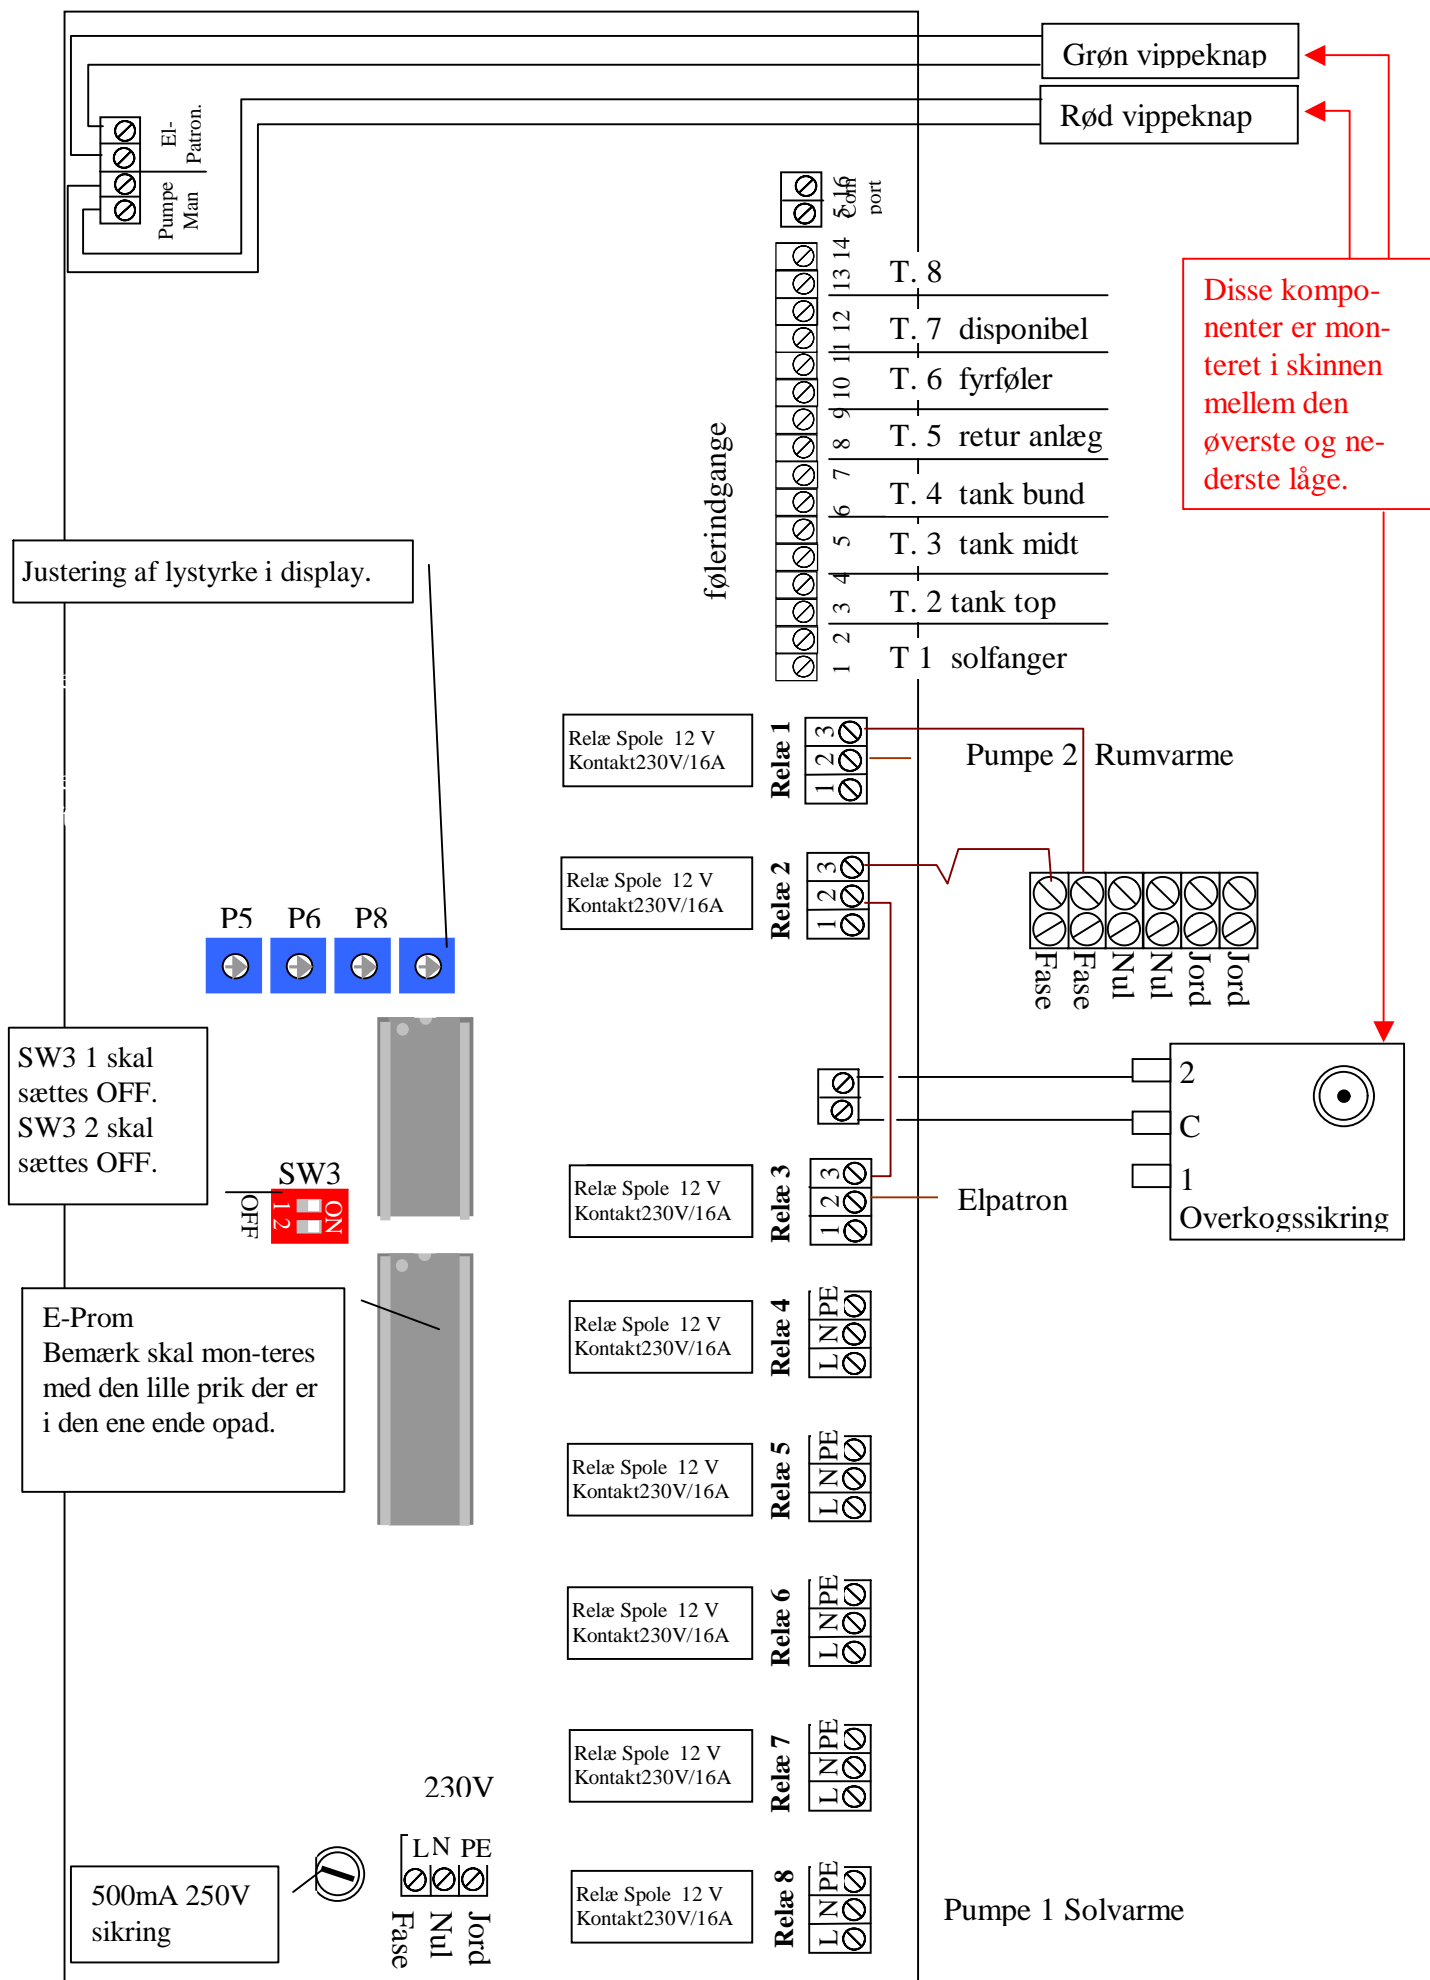 Grøn vippeknap
Rød vippeknap
El-
Patron.
Pumpe
Man
5 16
Com
port
Disse kompo-
nenter er mon-
teret i skinnen
mellem den
øverste og ne-
derste låge.
følerindgange
13 14 T. 8
11 12 T. 7 disponibel
10 T. 6 fyrføler
8 9 T. 5 retur anlæg
6 7 T. 4 tank bund
5 T. 3 tank midt
3 4 T. 2 tank top
1 2 T 1 solfanger
Justering af lystyrke i display.
Relæ Spole 12 V
Kontakt230V/16A
Relæ 1
3
2
1
Pumpe 2 Rumvarme
Relæ Spole 12 V
Kontakt230V/16A
Relæ 2
3
2
1
Fase Fase Nul Nul Jord Jord
P5 P6 P8
SW3 1 skal
sættes OFF.
SW3 2 skal
sættes OFF.
SW3
OFF
1 2
ON
2
C
1
Overkogssikring
Relæ Spole 12 V
Kontakt230V/16A
Relæ 3
3
2
1
Elpatron
E-Prom
Bemærk skal mon-teres
med den lille prik der er
i den ene ende opad.
Relæ Spole 12 V
Kontakt230V/16A
Relæ 4
L N PE
Relæ Spole 12 V
Kontakt230V/16A
Relæ 5
L N PE
Relæ Spole 12 V
Kontakt230V/16A
Relæ 6
L N PE
Relæ Spole 12 V
Kontakt230V/16A
Relæ 7
L N PE
230V
L N PE
Fase Nul Jord
500mA 250V
sikring
Relæ Spole 12 V
Kontakt230V/16A
Relæ 8
L N PE
Pumpe 1 Solvarme